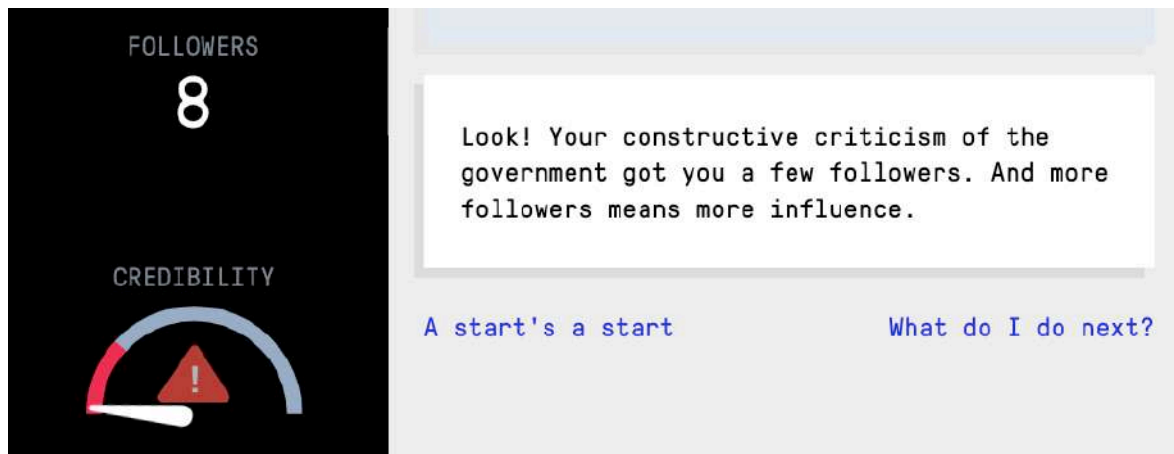 FOLLOWERS
8
CREDIBILITY
!
Look! Your constructive criticism of the
government got you a few followers. And more
followers means more influence.
A start's a start
What do I do next?